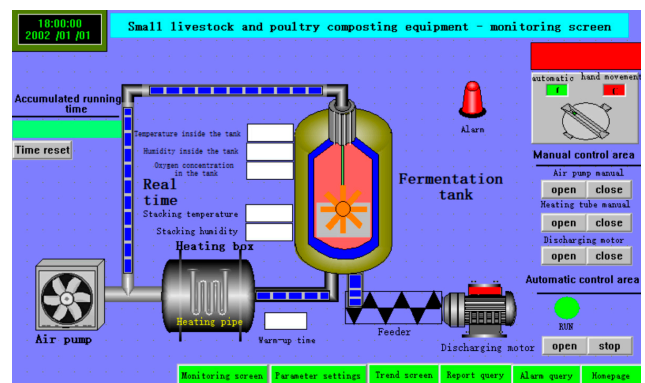 18:00:00
2002 /01 /01
Small livestock and poultry composting equipment - monitoring screen
automatic hand movement
Accumulated running
time
Time reset
Temperature inside the tank
Humidity inside the tank
Oxygen concentration
in the tank
Real
time
Stacking temperature
Stacking humidity
Heating box
Heating pipe
Air pump
Warm-up time
Fermentation
tank
Alarn
Feeder
Discharging motor
Manual control area
Air pump manual
open close
Heating tube manual
open close
Discharging motor
open close
Automatic control area
RUN
open stop
Monitoring screen Parameter settings Trend screen Report query Alarm query Homepage